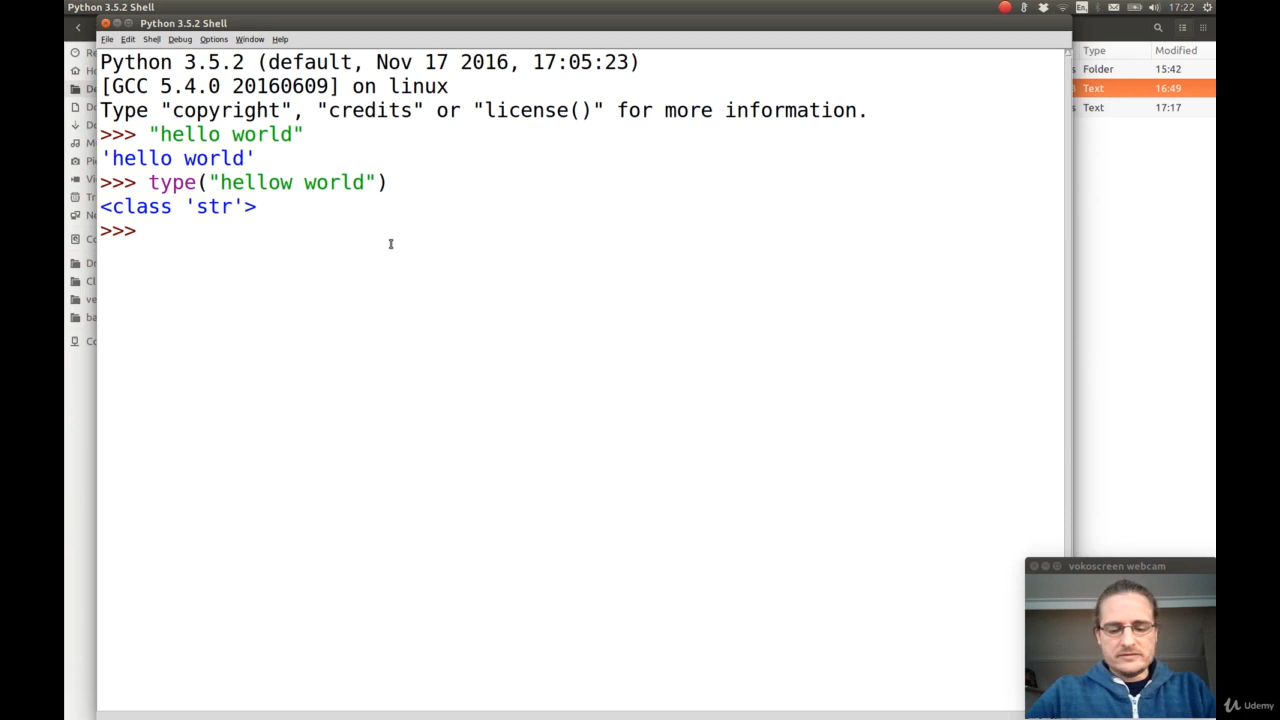 Python 3.5.2 Shell
En
17:22
Python 3.5.2 Shell
File Edit Shell Debug Options Window Help
Python 3.5.2 (default, Nov 17 2016, 17:05:23)
[GCC 5.4.0 20160609] on linux
Type "copyright", "credits" or "license()" for more information.
>>> "hello world"
'hello world'
>>> type("hellow world")
<class 'str'>
>>>
Type Modified
Folder 15:42
Text 16:49
Text 17:17
vokoscreen webcam
Udemy